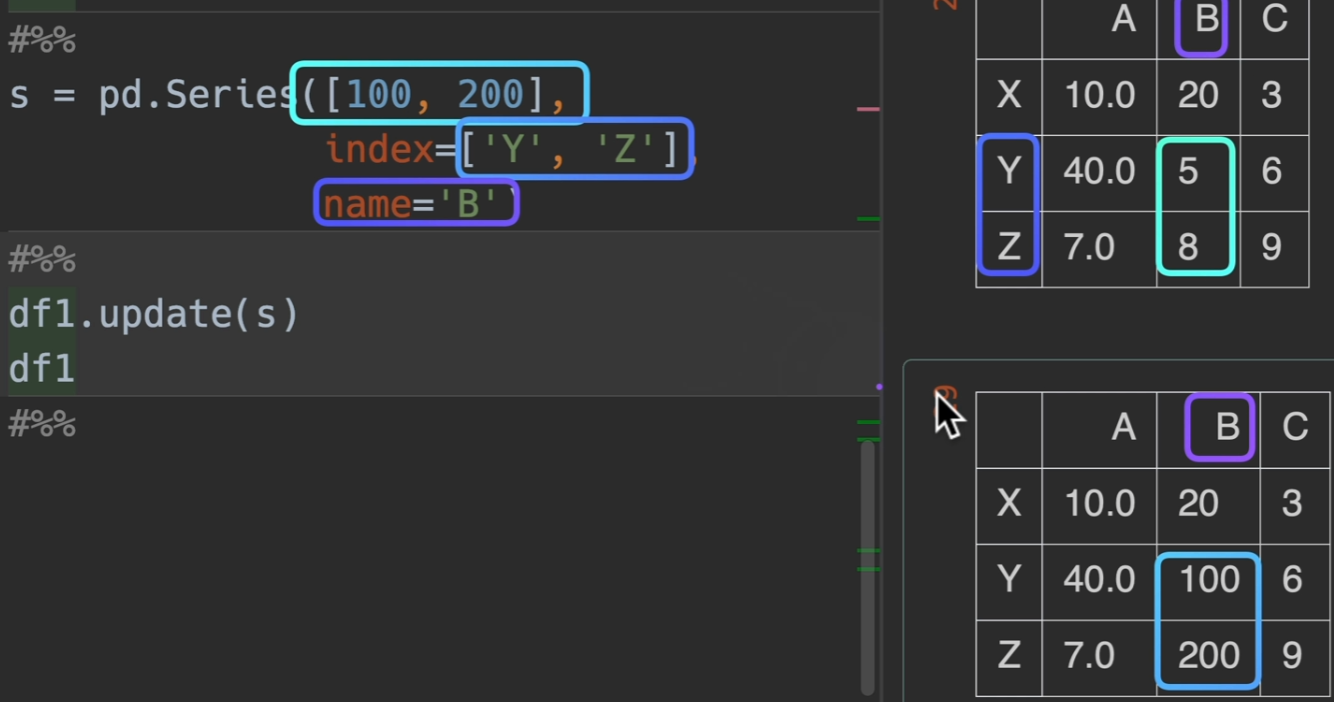 #%%
s = pd.Series([100, 200],
index=['Y', 'Z'],
name='B'
#%%
df1.update(s)
df1
#%%
A B C
X 10.0 20 3
Y 40.0 5 6
Z 7.0 8 9
A B C
X 10.0 20 3
Y 40.0 100 6
Z 7.0 200 9